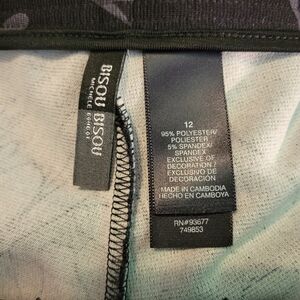 BISOU BISOU
MICHELE BOHBOT
12
95% POLYESTER/
POLIESTER
5% SPANDEX/
SPANDEX
EXCLUSIVE OF
DECORATION /
EXCLUSIVO DE
DECORACIÓN
MADE IN CAMBODIA
HECHO EN CAMBOYA
RN#93677
749853